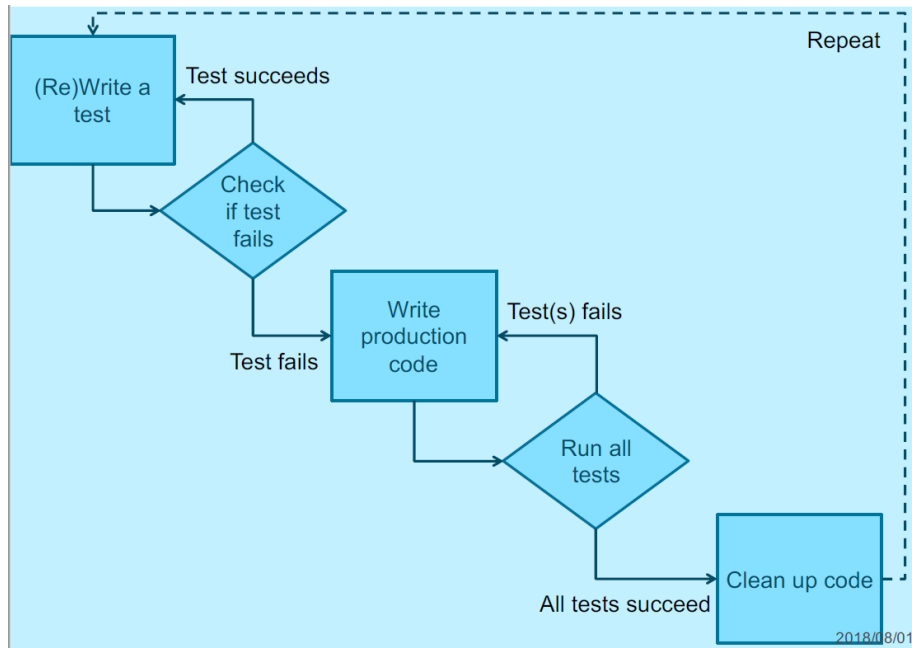 Repeat
(Re)Write a
test
Test succeeds
Check
if test
fails
Test fails
Write
production
code
Test(s) fails
Run all
tests
All tests succeed
Clean up code
2018/08/01